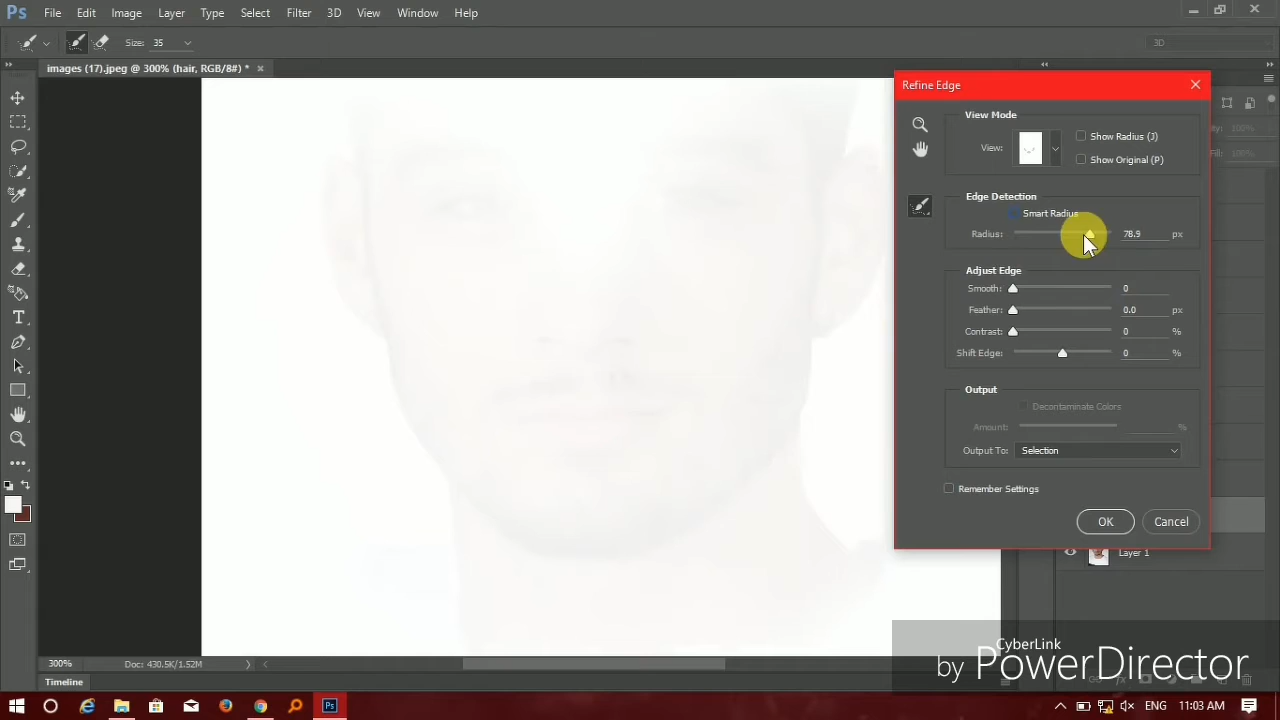 Ps File Edit Image Layer Type Select Filter 3D View Window Help
Size: 35
3D
images (17).jpeg @ 300% (hair, RGB/8#) *
Refine Edge
View Mode
View:
Show Radius (J)
Show Original (P)
Edge Detection
Smart Radius
Radius: 78.9 px
Adjust Edge
Smooth: 0
Feather: 0.0 px
Contrast: 0 %
Shift Edge: 0 %
Output
Decontaminate Colors
Amount: %
Output To: Selection
Remember Settings
OK Cancel
Layer 1
300% Doc: 430.5K/1.52M
Timeline
CyberLink
by PowerDirector
Ps
ENG 11:03 AM